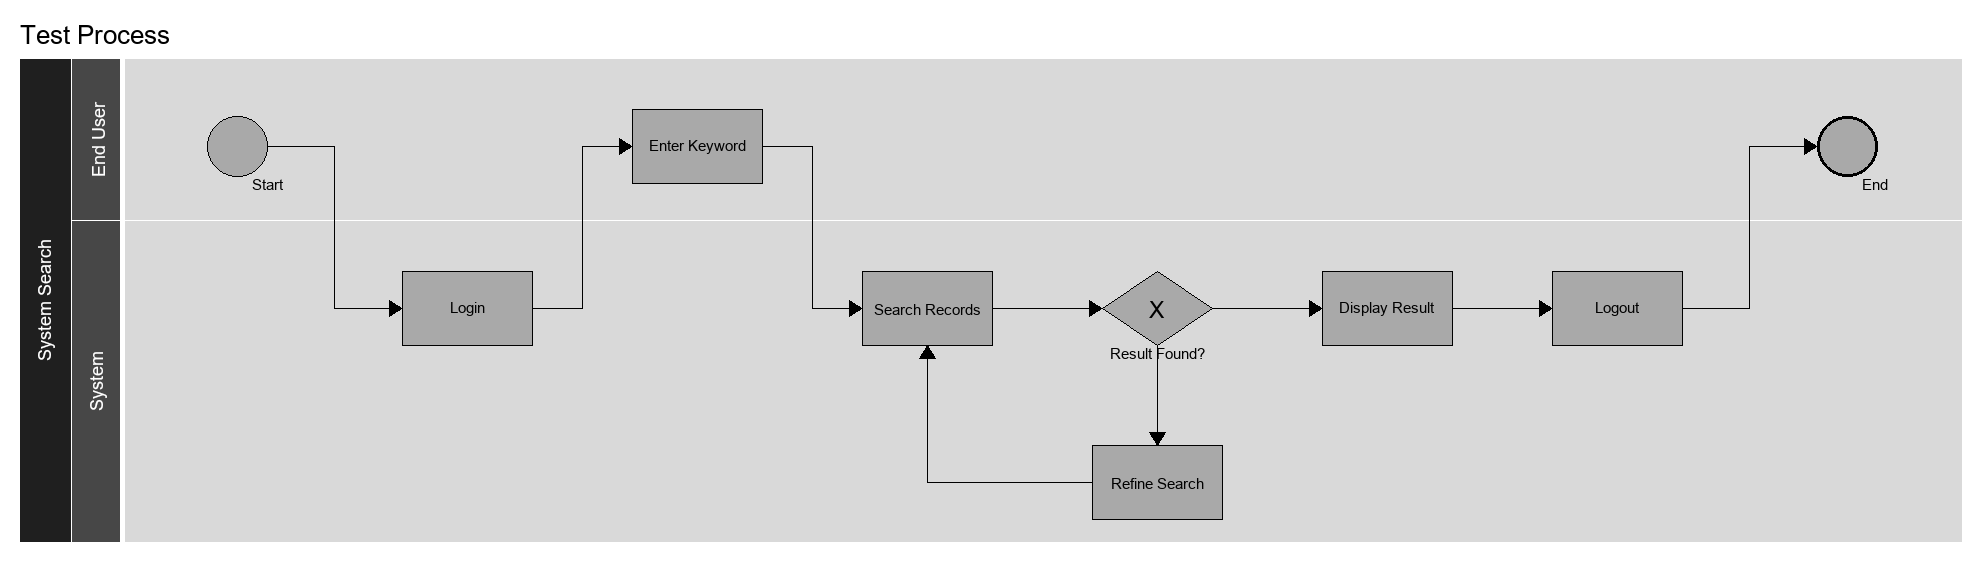 Test Process
System Search
End User
System
Start
Enter Keyword
End
Login
Search Records
X
Result Found?
Display Result
Logout
Refine Search